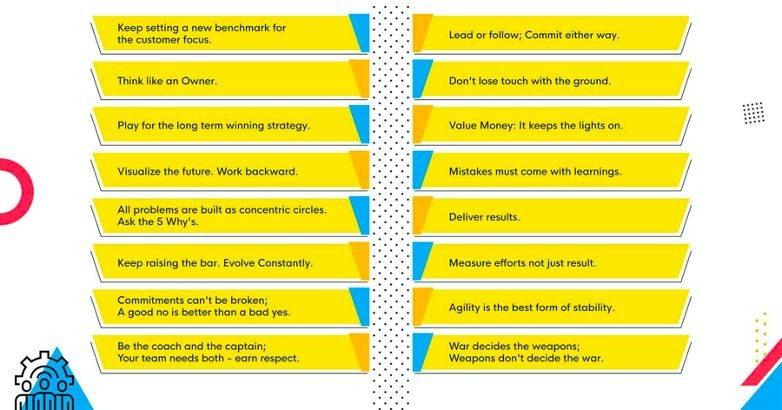 Keep setting a new benchmark for
the customer focus.
Think like an Owner.
Play for the long term winning strategy.
Visualize the future. Work backward.
All problems are built as concentric circles.
Ask the 5 Why's.
Keep raising the bar. Evolve Constantly.
Commitments can't be broken;
A good no is better than a bad yes.
Be the coach and the captain;
Your team needs both - earn respect.
Lead or follow; Commit either way.
Don't lose touch with the ground.
Value Money: It keeps the lights on.
Mistakes must come with learnings.
Deliver results.
Measure efforts not just result.
Agility is the best form of stability.
War decides the weapons;
Weapons don't decide the war.